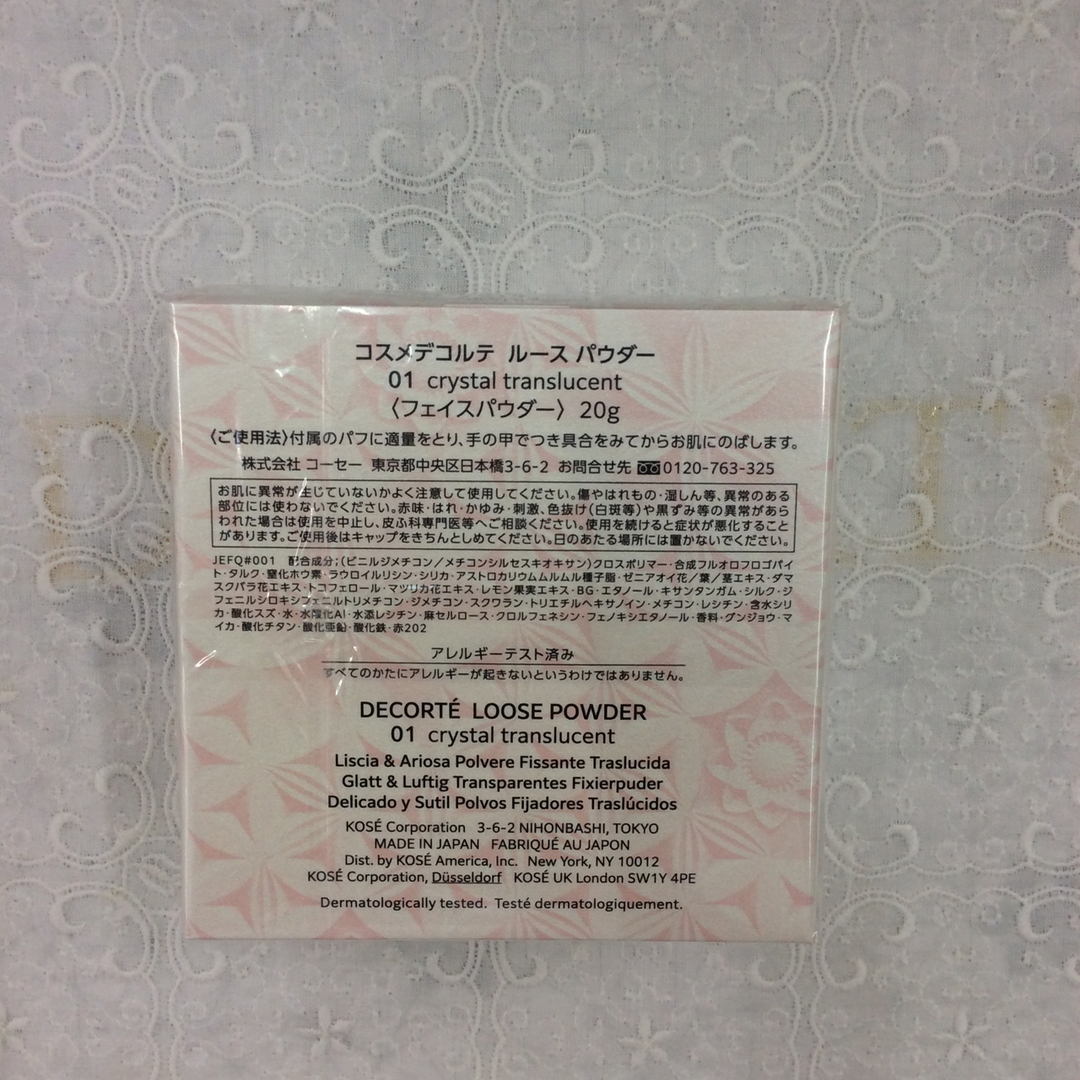 コスメデコルテ ルース パウダー
01 crystal translucent
〈フェイスパウダー〉 20g
〈ご使用法〉付属のパフに適量をとり、手の甲でつき具合をみてからお肌にのばします。
株式会社 コーセー 東京都中央区日本橋3-6-2 お問合せ先 0120-763-325
お肌に異常が生じていないかよく注意して使用してください。傷やはれもの・湿しん等、異常のある
部位には使わないでください。赤味・はれ・かゆみ・刺激、色抜け(白斑等)や黒ずみ等の異常があら
われた場合は使用を中止し、皮ふ科専門医等へご相談ください。使用を続けると症状が悪化すること
があります。ご使用後はキャップをきちんとしめてください。日のあたる場所には置かないでください。
JEFQ#001 配合成分;(ビニルジメチコン/メチコンシルセスキオキサン)クロスポリマー・合成フルオロフロゴパイ
ト・タルク・窒化ホウ素・ラウロイルリシン・シリカ・アストロカリウムムルムル種子脂・ゼニアオイ花/葉/茎エキス・ダマ
スクバラ花エキス・トコフェロール・マツリカ花エキス・レモン果実エキス・BG・エタノール・キサンタンガム・シルク・ジ
フェニルシロキシフェニルトリメチコン・ジメチコン・スクワラン・トリエチルヘキサノイン・メチコン・レシチン・含水シリ
カ・酸化スズ・水・水酸化Al・水添レシチン・麻セルロース・クロルフェネシン・フェノキシエタノール・香料・グンジョウ・マ
イカ・酸化チタン・酸化亜鉛・酸化鉄・赤202
アレルギーテスト済み
すべてのかたにアレルギーが起きないというわけではありません。
DECORTÉ LOOSE POWDER
01 crystal translucent
Liscia & Ariosa Polvere Fissante Traslucida
Glatt & Luftig Transparentes Fixierpuder
Delicado y Sutil Polvos Fijadores Traslúcidos
KOSÉ Corporation 3-6-2 NIHONBASHI, TOKYO
MADE IN JAPAN FABRIQUÉ AU JAPON
Dist. by KOSÉ America, Inc. New York, NY 10012
KOSÉ Corporation, Düsseldorf KOSÉ UK London SW1Y 4PE
Dermatologically tested. Testé dermatologiquement.